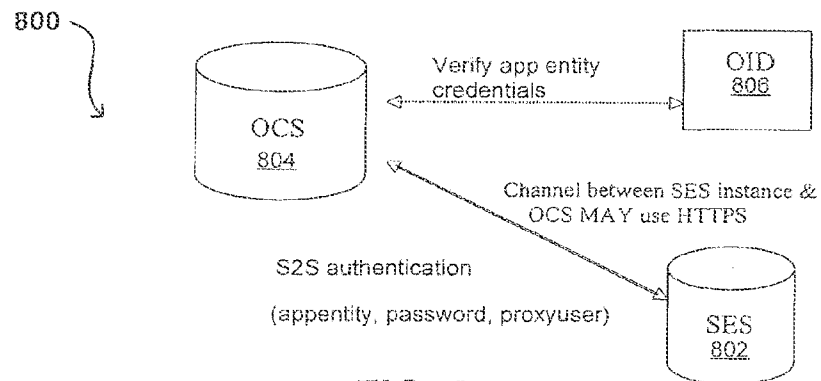 800
Verify app entity
credentials
OID
806
OCS
804
Channel between SES instance &
OCS MAY use HTTPS
S2S authentication
(appentity, password, proxyuser)
SES
802